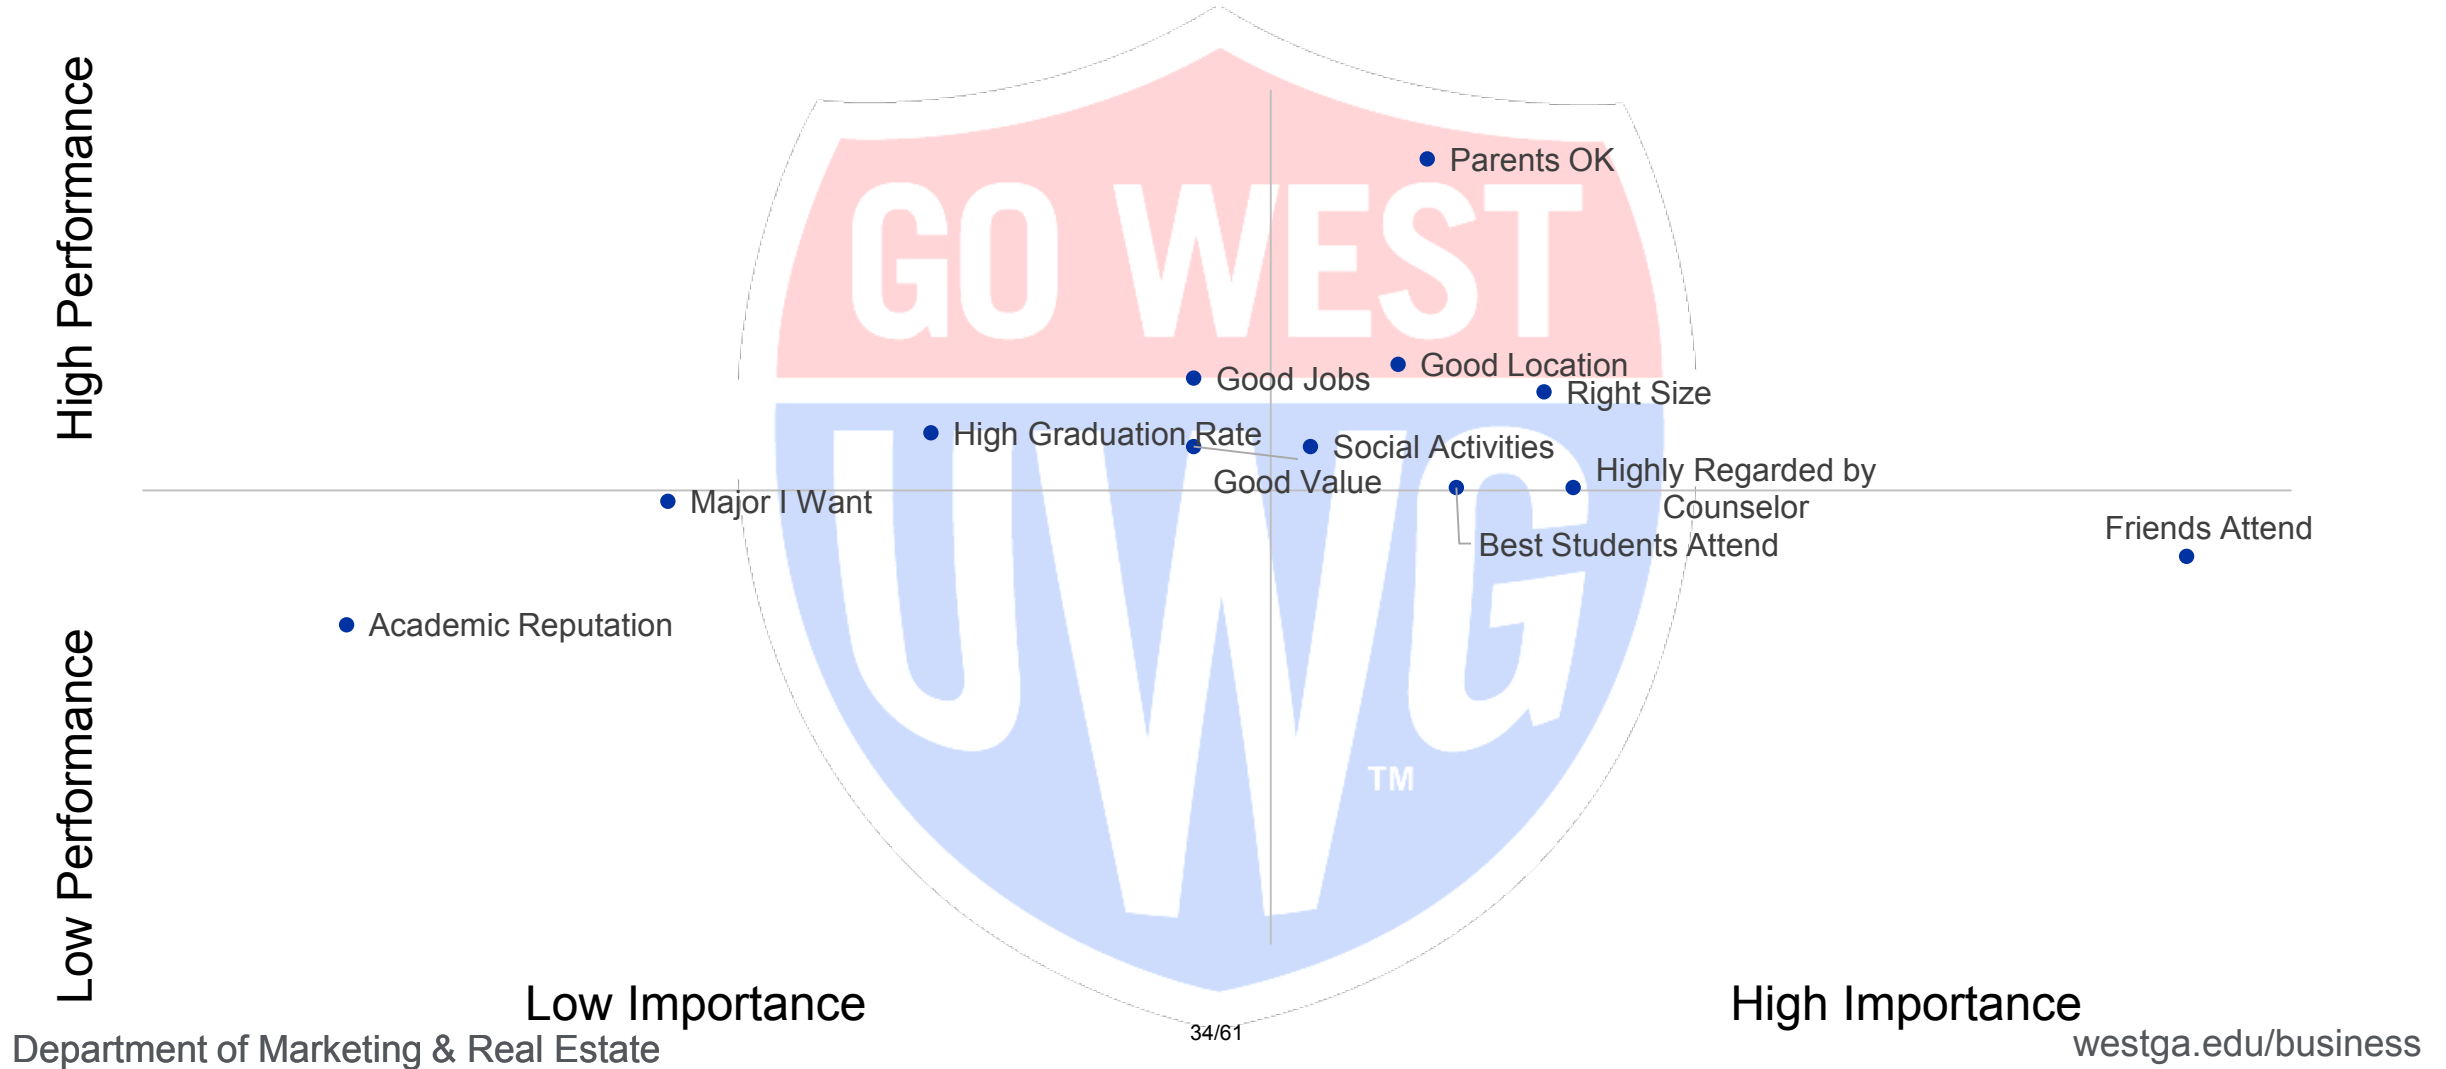 High Performance
Parents OK
GO WEST
Good Location
Good Jobs
Right Size
High Graduation Rate
Social Activities
Good Value
Highly Regarded by
Counselor
Major I Want
Best Students Attend
Friends Attend
UWG
Academic Reputation
TM
Low Performance
Low Importance
High Importance
34/61
Department of Marketing & Real Estate
westga.edu/business